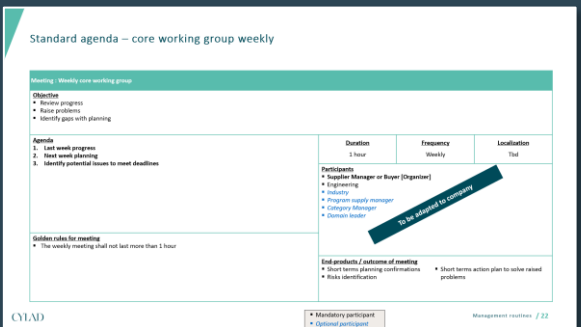 Standard agenda – core working group weekly
Meeting : Weekly core working group
Objective
▪ Review progress
▪ Raise problems
▪ Identify gaps with planning
Agenda
1. Last week progress
2. Next week planning
3. Identify potential issues to meet deadlines
Golden rules for meeting
▪ The weekly meeting shall not last more than 1 hour
Duration
1 hour
Frequency
Weekly
Localization
Tbd
Participants
▪ Supplier Manager or Buyer [Organizer]
▪ Engineering
▪ Industry
▪ Program supply manager
▪ Category Manager
▪ Domain leader
To be adapted to company
End-products / outcome of meeting
▪ Short terms planning confirmations
▪ Risks identification
▪ Short terms action plan to solve raised
problems
▪ Mandatory participant
▪ Optional participant
CYLAD
Management routines / 22